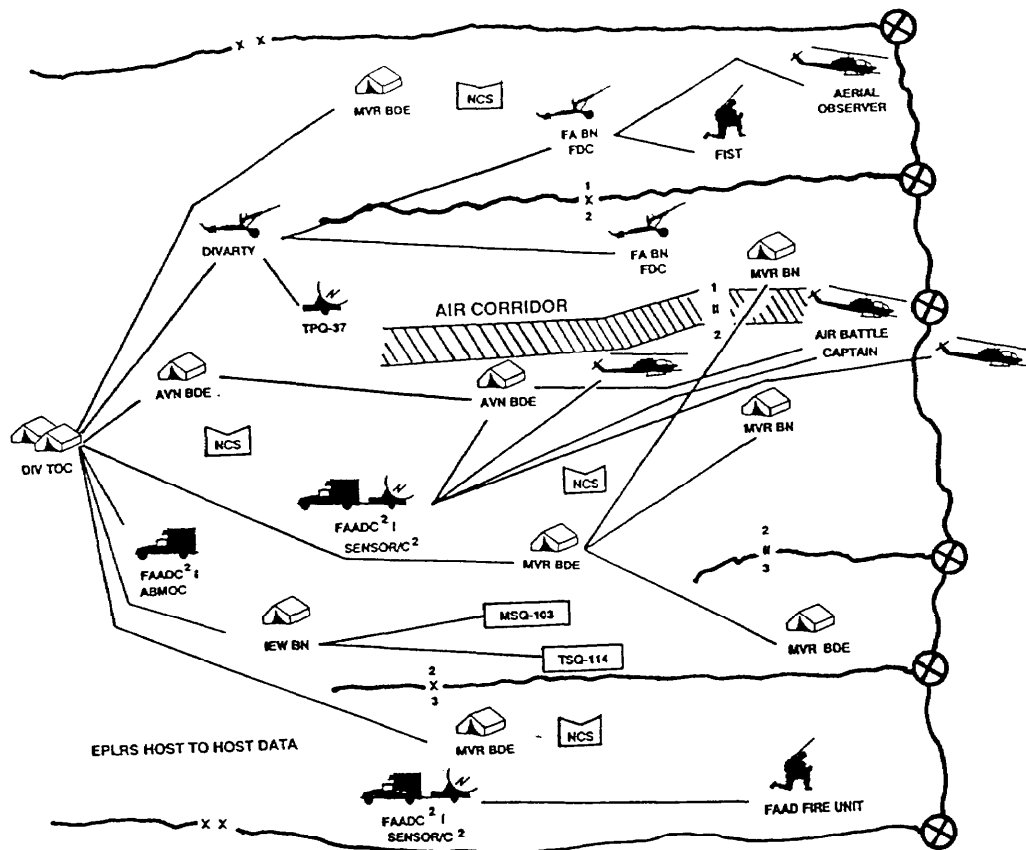 X X
NCS
MVR BDE
AERIAL
OBSERVER
FA BN
FDC
FIST
1
X
2
DIVARTY
FA BN
FDC
MVR BN
TPQ-37
AIR CORRIDOR
1
II
2
AIR BATTLE
CAPTAIN
AVN BDE
AVN BDE
MVR BN
NCS
DIV TOC
NCS
FAADC² I
SENSOR/C²
2
II
3
MVR BDE
FAADC² I
ABMOC
MSQ-103
IEW BN
MVR BDE
TSQ-114
2
X
3
NCS
MVR BDE
EPLRS HOST TO HOST DATA
FAAD FIRE UNIT
FAADC² I
SENSOR/C²
X X